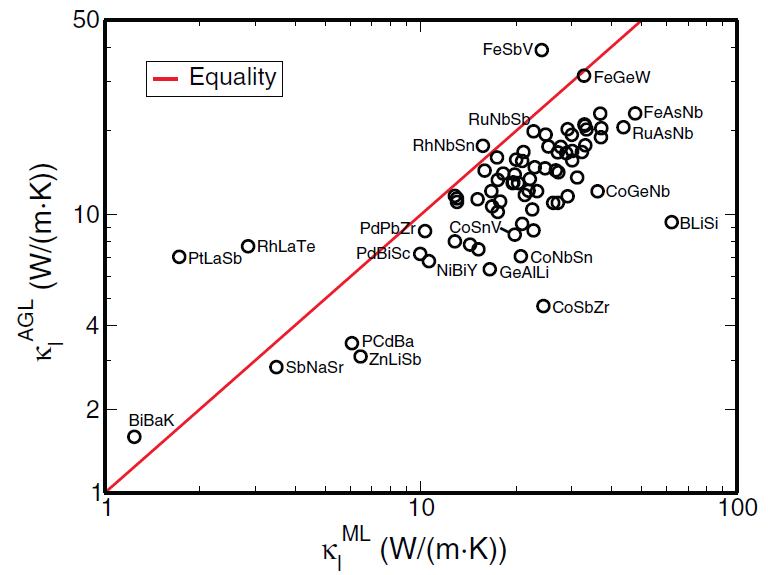 50
FeSbV
Equality
FeGeW
RuNbSb
FeAsNb
RhNbSn
RuAsNb
CoGeNb
10
PdPbZr
CoSnV
BLiSi
RhLaTe
PtLaSb
PdBiSc
CoNbSn
NiBiY
GeAlLi
CoSbZr
4
PCdBa
ZnLiSb
SbNaSr
2
BiBaK
1
1
10
100
κl^AGL (W/(m·K))
κl^ML (W/(m·K))